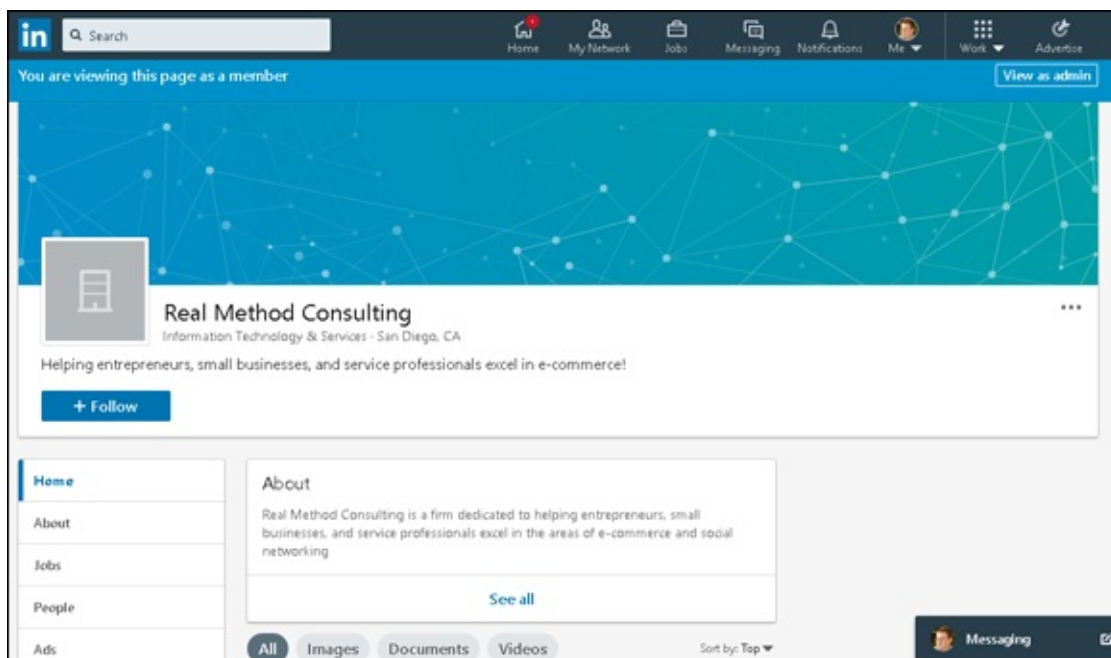 in
Search
Home
My Network
Jobs
Messaging
Notifications
Me
Work
Advertise
You are viewing this page as a member
View as admin
Real Method Consulting
Information Technology & Services · San Diego, CA
Helping entrepreneurs, small businesses, and service professionals excel in e-commerce!
+ Follow
Home
About
Jobs
People
Ads
About
Real Method Consulting is a firm dedicated to helping entrepreneurs, small
businesses, and service professionals excel in the areas of e-commerce and social
networking
See all
All
Images
Documents
Videos
Sort by: Top
Messaging